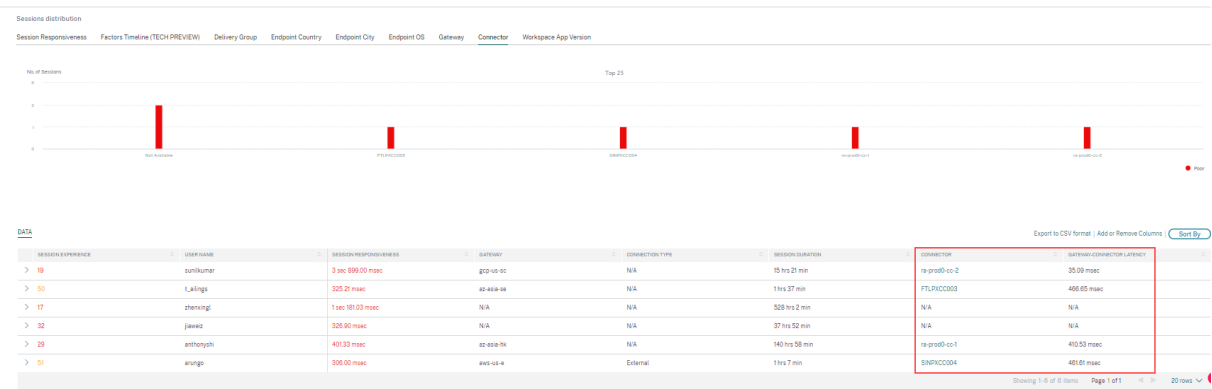 Sessions distribution
Session Responsiveness Factors Timeline (TECH PREVIEW) Delivery Group Endpoint Country Endpoint City Endpoint OS Gateway Connector Workspace App Version
No. of Sessions
Top 25
3
2
1
0
Not Available FTLPXCC003 SINPXCC004 ra-prod0-cc-1 ra-prod0-cc-2
Poor
DATA
Export to CSV format | Add or Remove Columns | Sort By
SESSION EXPERIENCE USER NAME SESSION RESPONSIVENESS GATEWAY CONNECTION TYPE SESSION DURATION CONNECTOR GATEWAY-CONNECTOR LATENCY
19 sunilkumar 3 sec 899.00 msec gcp-us-sc N/A 15 hrs 21 min ra-prod0-cc-2 35.09 msec
50 t_ailings 325.21 msec az-asia-se N/A 1 hrs 37 min FTLPXCC003 466.65 msec
17 zhenxingl 1 sec 181.03 msec N/A N/A 528 hrs 2 min N/A N/A
32 jiaweiz 326.90 msec N/A N/A 37 hrs 52 min N/A N/A
29 anthonyshi 401.33 msec az-asia-hk N/A 140 hrs 58 min ra-prod0-cc-1 410.53 msec
51 arungo 306.00 msec aws-us-e External 1 hrs 7 min SINPXCC004 461.61 msec
Showing 1-6 of 6 items Page 1 of 1 20 rows